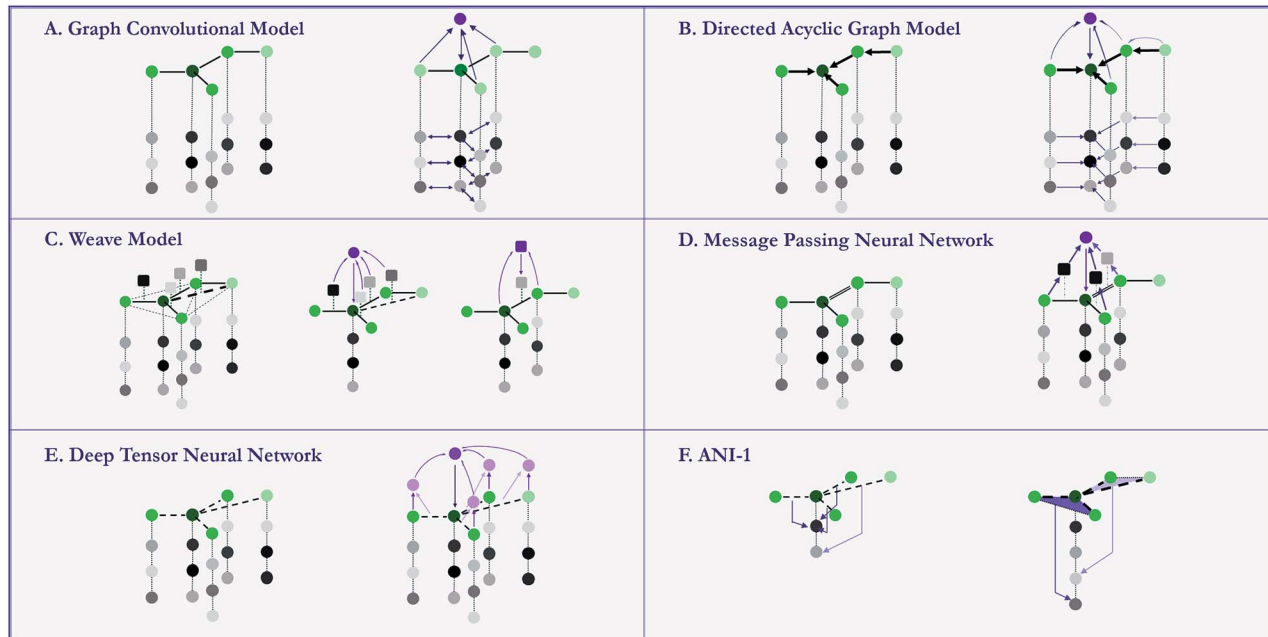 A. Graph Convolutional Model
B. Directed Acyclic Graph Model
C. Weave Model
D. Message Passing Neural Network
E. Deep Tensor Neural Network
F. ANI-1